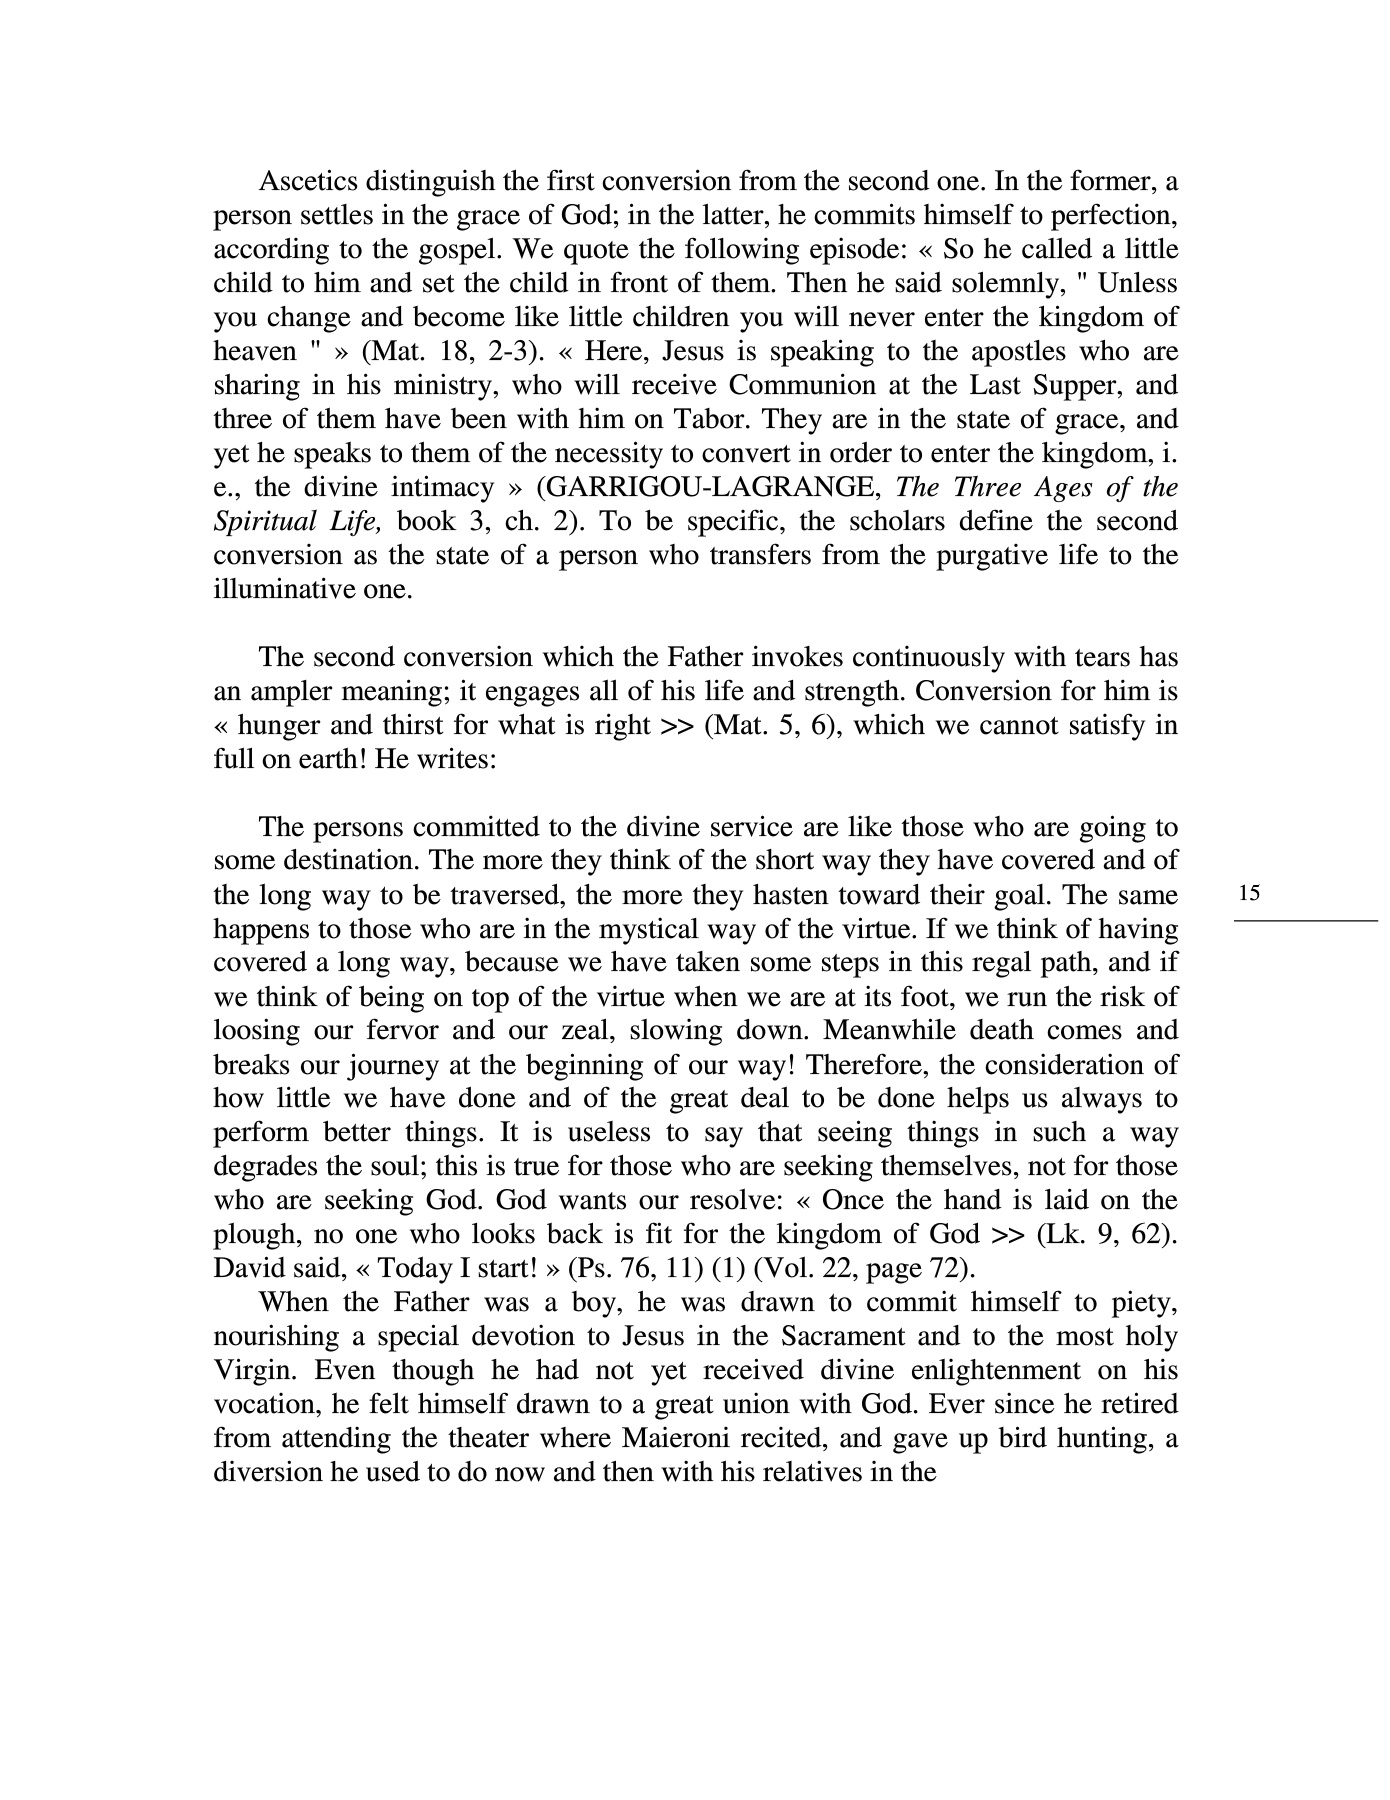 Ascetics distinguish the first conversion from the second one. In the former, a
person settles in the grace of God; in the latter, he commits himself to perfection,
according to the gospel. We quote the following episode: « So he called a little
child to him and set the child in front of them. Then he said solemnly, " Unless
you change and become like little children you will never enter the kingdom of
heaven " » (Mat. 18, 2-3). « Here, Jesus is speaking to the apostles who are
sharing in his ministry, who will receive Communion at the Last Supper, and
three of them have been with him on Tabor. They are in the state of grace, and
yet he speaks to them of the necessity to convert in order to enter the kingdom, i.
e., the divine intimacy » (GARRIGOU-LAGRANGE, The Three Ages of the
Spiritual Life, book 3, ch. 2). To be specific, the scholars define the second
conversion as the state of a person who transfers from the purgative life to the
illuminative one.
The second conversion which the Father invokes continuously with tears has
an ampler meaning; it engages all of his life and strength. Conversion for him is
« hunger and thirst for what is right >> (Mat. 5, 6), which we cannot satisfy in
full on earth! He writes:
The persons committed to the divine service are like those who are going to
some destination. The more they think of the short way they have covered and of
the long way to be traversed, the more they hasten toward their goal. The same
happens to those who are in the mystical way of the virtue. If we think of having
covered a long way, because we have taken some steps in this regal path, and if
we think of being on top of the virtue when we are at its foot, we run the risk of
loosing our fervor and our zeal, slowing down. Meanwhile death comes and
breaks our journey at the beginning of our way! Therefore, the consideration of
how little we have done and of the great deal to be done helps us always to
perform better things. It is useless to say that seeing things in such a way
degrades the soul; this is true for those who are seeking themselves, not for those
who are seeking God. God wants our resolve: « Once the hand is laid on the
plough, no one who looks back is fit for the kingdom of God >> (Lk. 9, 62).
David said, « Today I start! » (Ps. 76, 11) (1) (Vol. 22, page 72).
When the Father was a boy, he was drawn to commit himself to piety,
nourishing a special devotion to Jesus in the Sacrament and to the most holy
Virgin. Even though he had not yet received divine enlightenment on his
vocation, he felt himself drawn to a great union with God. Ever since he retired
from attending the theater where Maieroni recited, and gave up bird hunting, a
diversion he used to do now and then with his relatives in the
15